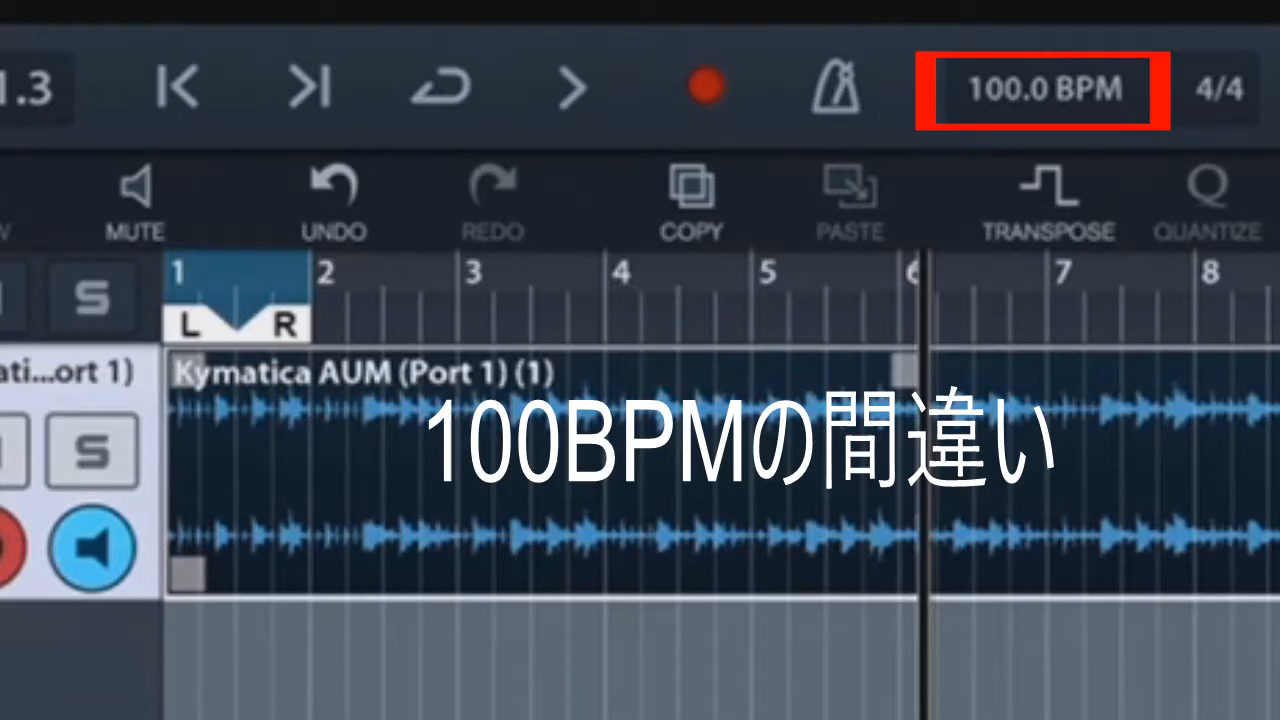 1.3
100.0 BPM
4/4
MUTE
UNDO
REDO
COPY
PASTE
TRANSPOSE
QUANTIZE
1 2 3 4 5 6 7 8
S
L R
ati...ort 1)
Kymatica AUM (Port 1) (1)
S
100BPMの間違い